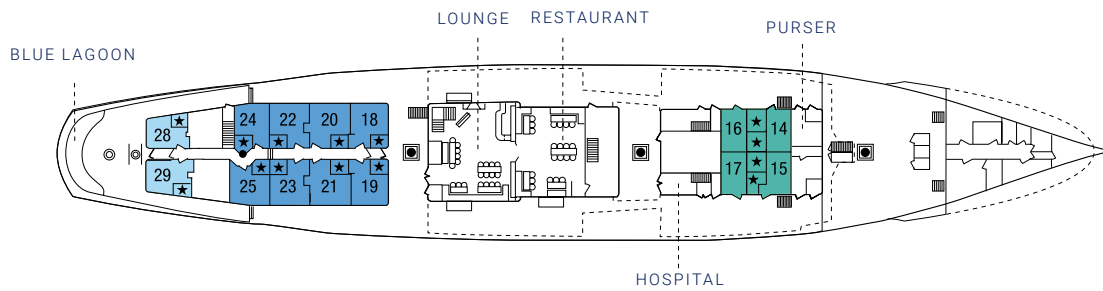 LOUNGE RESTAURANT
PURSER
BLUE LAGOON
24 22 20 18
28
16 14
29
25 23 21 19
17 15
HOSPITAL